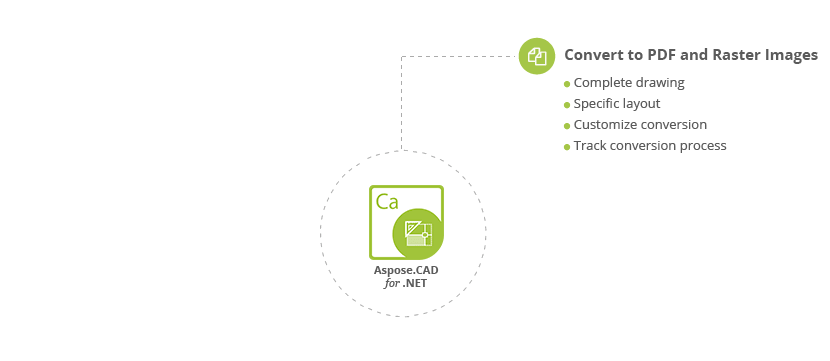 Convert to PDF and Raster Images
Complete drawing
Specific layout
Customize conversion
Track conversion process
Ca
Aspose.CAD
for .NET